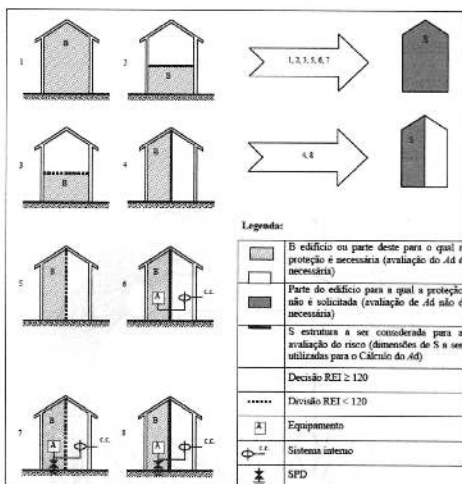 B
1
2
S
1, 2, 3, 5, 6, 7
S
3
B
4
B
4, 8
S
5
B
6
B
A
c.c.
7
B
A
c.c.
8
B
A
c.c.
Legenda:
B edifício ou parte deste para o qual a
proteção é necessária (avaliação do Ad é
necessária)
Parte do edifício para a qual a proteção
não é solicitada (avaliação de Ad não é
necessária)
S estrutura a ser considerada para a
avaliação do risco (dimensões de S a ser
utilizadas para o Cálculo do Ad)
Decisão REI ≥ 120
Divisão REI < 120
A Equipamento
c.c. Sistema interno
SPD